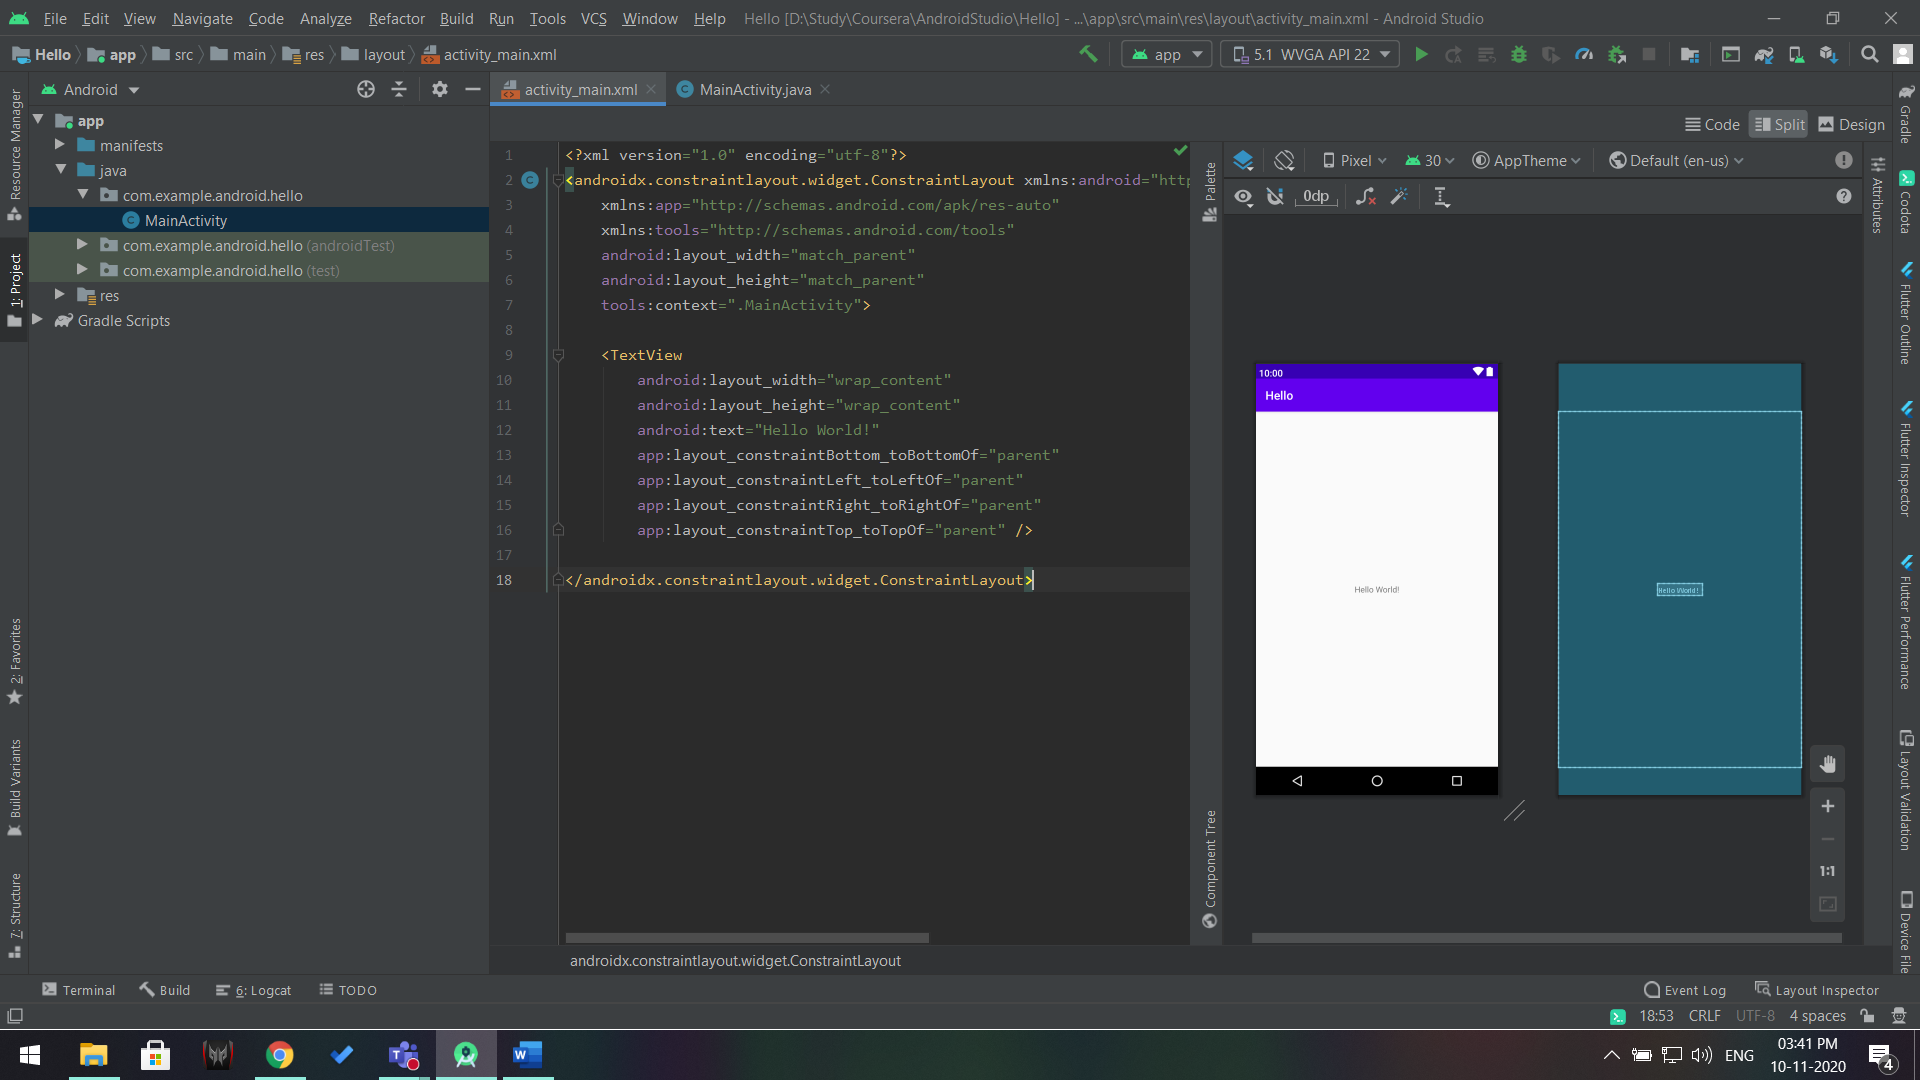 File Edit View Navigate Code Analyze Refactor Build Run Tools VCS Window Help Hello [D:\Study\Coursera\AndroidStudio\Hello] - ...\app\src\main\res\layout\activity_main.xml - Android Studio
Hello app src main res layout activity_main.xml app 5.1 WVGA API 22
Android activity_main.xml MainActivity.java
Code Split Design
Resource Manager
1: Project
2: Favorites
Build Variants
7: Structure
app
manifests
java
com.example.android.hello
MainActivity
com.example.android.hello (androidTest)
com.example.android.hello (test)
res
Gradle Scripts
1 <?xml version="1.0" encoding="utf-8"?>
2 <androidx.constraintlayout.widget.ConstraintLayout xmlns:android="http
3 xmlns:app="http://schemas.android.com/apk/res-auto"
4 xmlns:tools="http://schemas.android.com/tools"
5 android:layout_width="match_parent"
6 android:layout_height="match_parent"
7 tools:context=".MainActivity">
8
9 <TextView
10 android:layout_width="wrap_content"
11 android:layout_height="wrap_content"
12 android:text="Hello World!"
13 app:layout_constraintBottom_toBottomOf="parent"
14 app:layout_constraintLeft_toLeftOf="parent"
15 app:layout_constraintRight_toRightOf="parent"
16 app:layout_constraintTop_toTopOf="parent" />
17
18 </androidx.constraintlayout.widget.ConstraintLayout>
androidx.constraintlayout.widget.ConstraintLayout
Palette
Component Tree
Pixel 30 AppTheme Default (en-us)
0dp
10:00
Hello
Hello World!
Hello World!
1:1
Attributes
Gradle
Codota
Flutter Outline
Flutter Inspector
Flutter Performance
Layout Validation
Device File
Terminal Build 6: Logcat TODO Event Log Layout Inspector
18:53 CRLF UTF-8 4 spaces
ENG
03:41 PM
10-11-2020
4